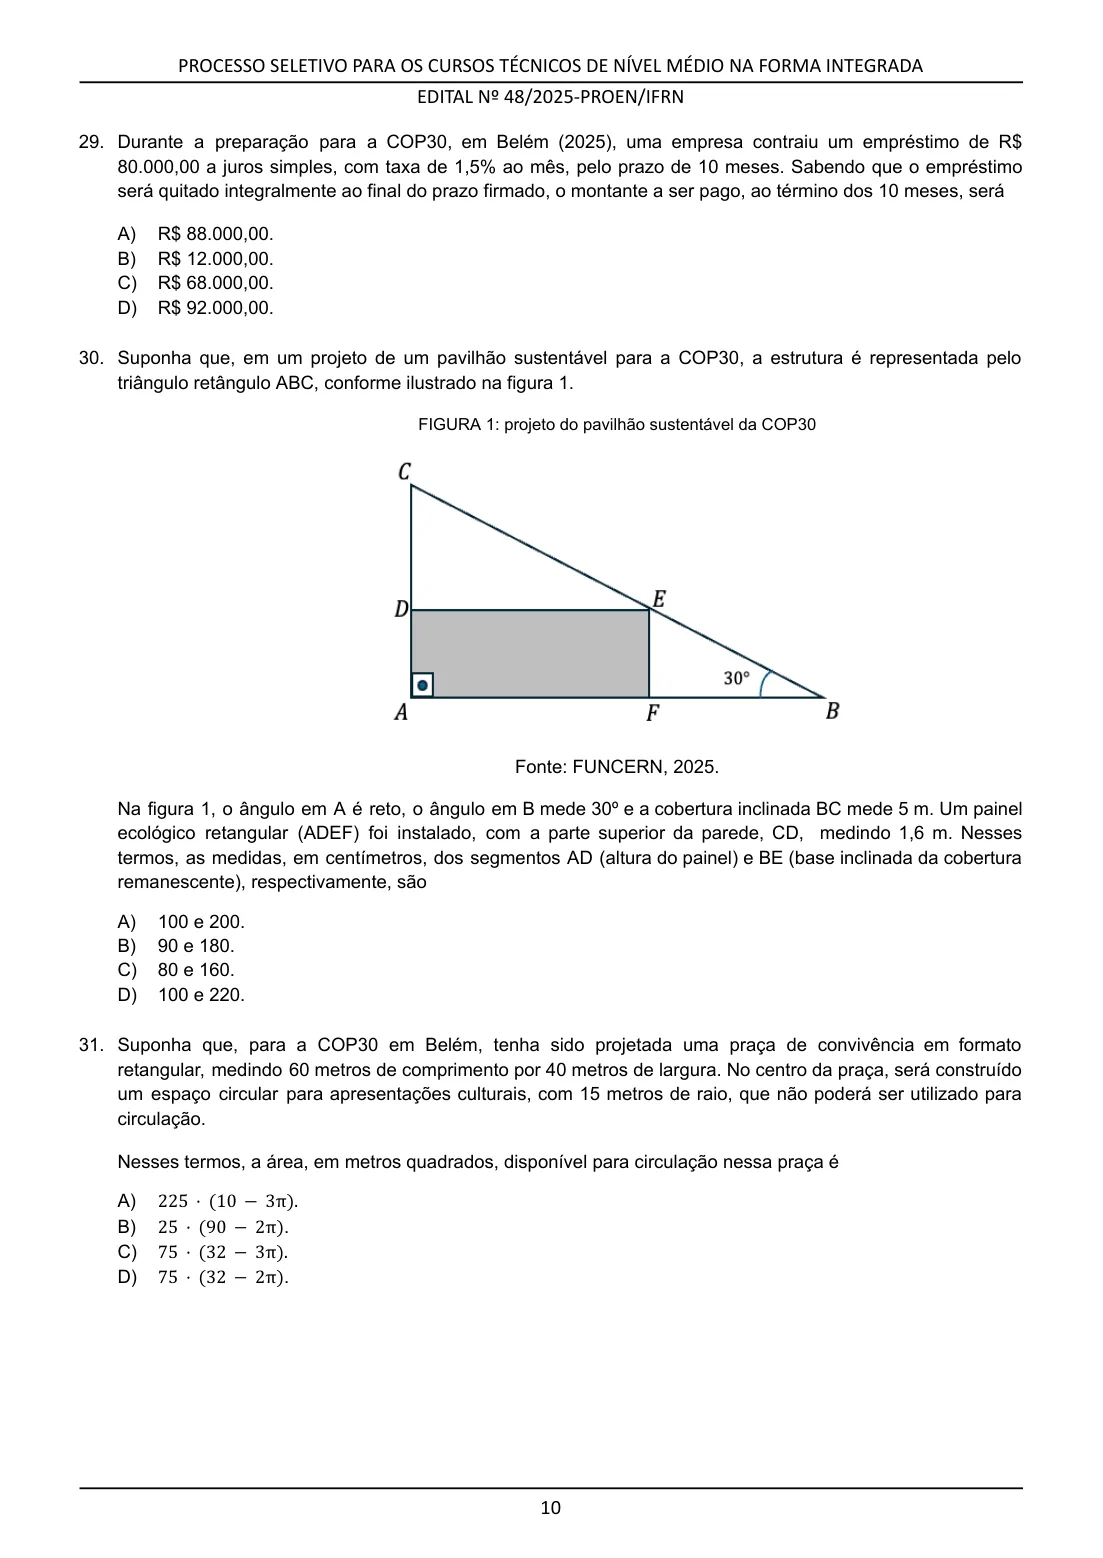 PROCESSO SELETIVO PARA OS CURSOS TÉCNICOS DE NÍVEL MÉDIO NA FORMA INTEGRADA
EDITAL Nº 48/2025-PROEN/IFRN
29. Durante a preparação para a COP30, em Belém (2025), uma empresa contraiu um empréstimo de R$
80.000,00 a juros simples, com taxa de 1,5% ao mês, pelo prazo de 10 meses. Sabendo que o empréstimo
será quitado integralmente ao final do prazo firmado, o montante a ser pago, ao término dos 10 meses, será
A) R$ 88.000,00.
B) R$ 12.000,00.
C) R$ 68.000,00.
D) R$ 92.000,00.
30. Suponha que, em um projeto de um pavilhão sustentável para a COP30, a estrutura é representada pelo
triângulo retângulo ABC, conforme ilustrado na figura 1.
FIGURA 1: projeto do pavilhão sustentável da COP30
C
D
E
30°
A
F
B
Fonte: FUNCERN, 2025.
Na figura 1, o ângulo em A é reto, o ângulo em B mede 30º e a cobertura inclinada BC mede 5 m. Um painel
ecológico retangular (ADEF) foi instalado, com a parte superior da parede, CD, medindo 1,6 m. Nesses
termos, as medidas, em centímetros, dos segmentos AD (altura do painel) e BE (base inclinada da cobertura
remanescente), respectivamente, são
A) 100 e 200.
B) 90 e 180.
C) 80 e 160.
D) 100 e 220.
31. Suponha que, para a COP30 em Belém, tenha sido projetada uma praça de convivência em formato
retangular, medindo 60 metros de comprimento por 40 metros de largura. No centro da praça, será construído
um espaço circular para apresentações culturais, com 15 metros de raio, que não poderá ser utilizado para
circulação.
Nesses termos, a área, em metros quadrados, disponível para circulação nessa praça é
A) 225 · (10 − 3π).
B) 25 · (90 − 2π).
C) 75 · (32 − 3π).
D) 75 · (32 − 2π).
10